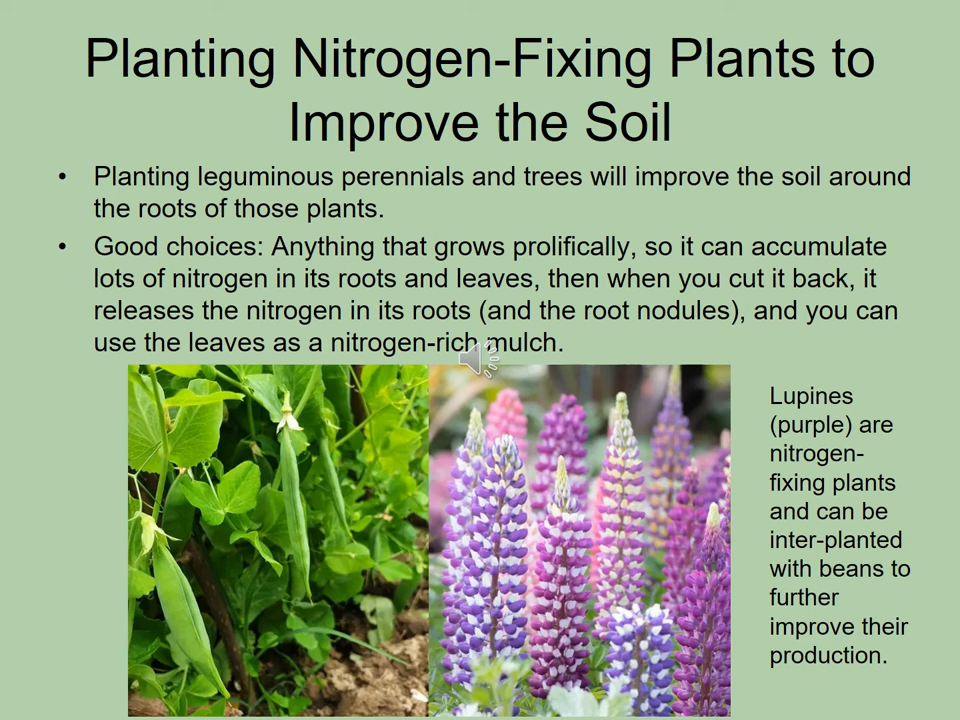 Planting Nitrogen-Fixing Plants to
Improve the Soil
• Planting leguminous perennials and trees will improve the soil around
the roots of those plants.
• Good choices: Anything that grows prolifically, so it can accumulate
lots of nitrogen in its roots and leaves, then when you cut it back, it
releases the nitrogen in its roots (and the root nodules), and you can
use the leaves as a nitrogen-rich mulch.
Lupines
(purple) are
nitrogen-
fixing plants
and can be
inter-planted
with beans to
further
improve their
production.